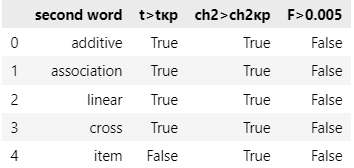 second word t>tкр ch2>ch2кр F>0.005
0 additive True True False
1 association True True False
2 linear True True False
3 cross True True False
4 item False True False